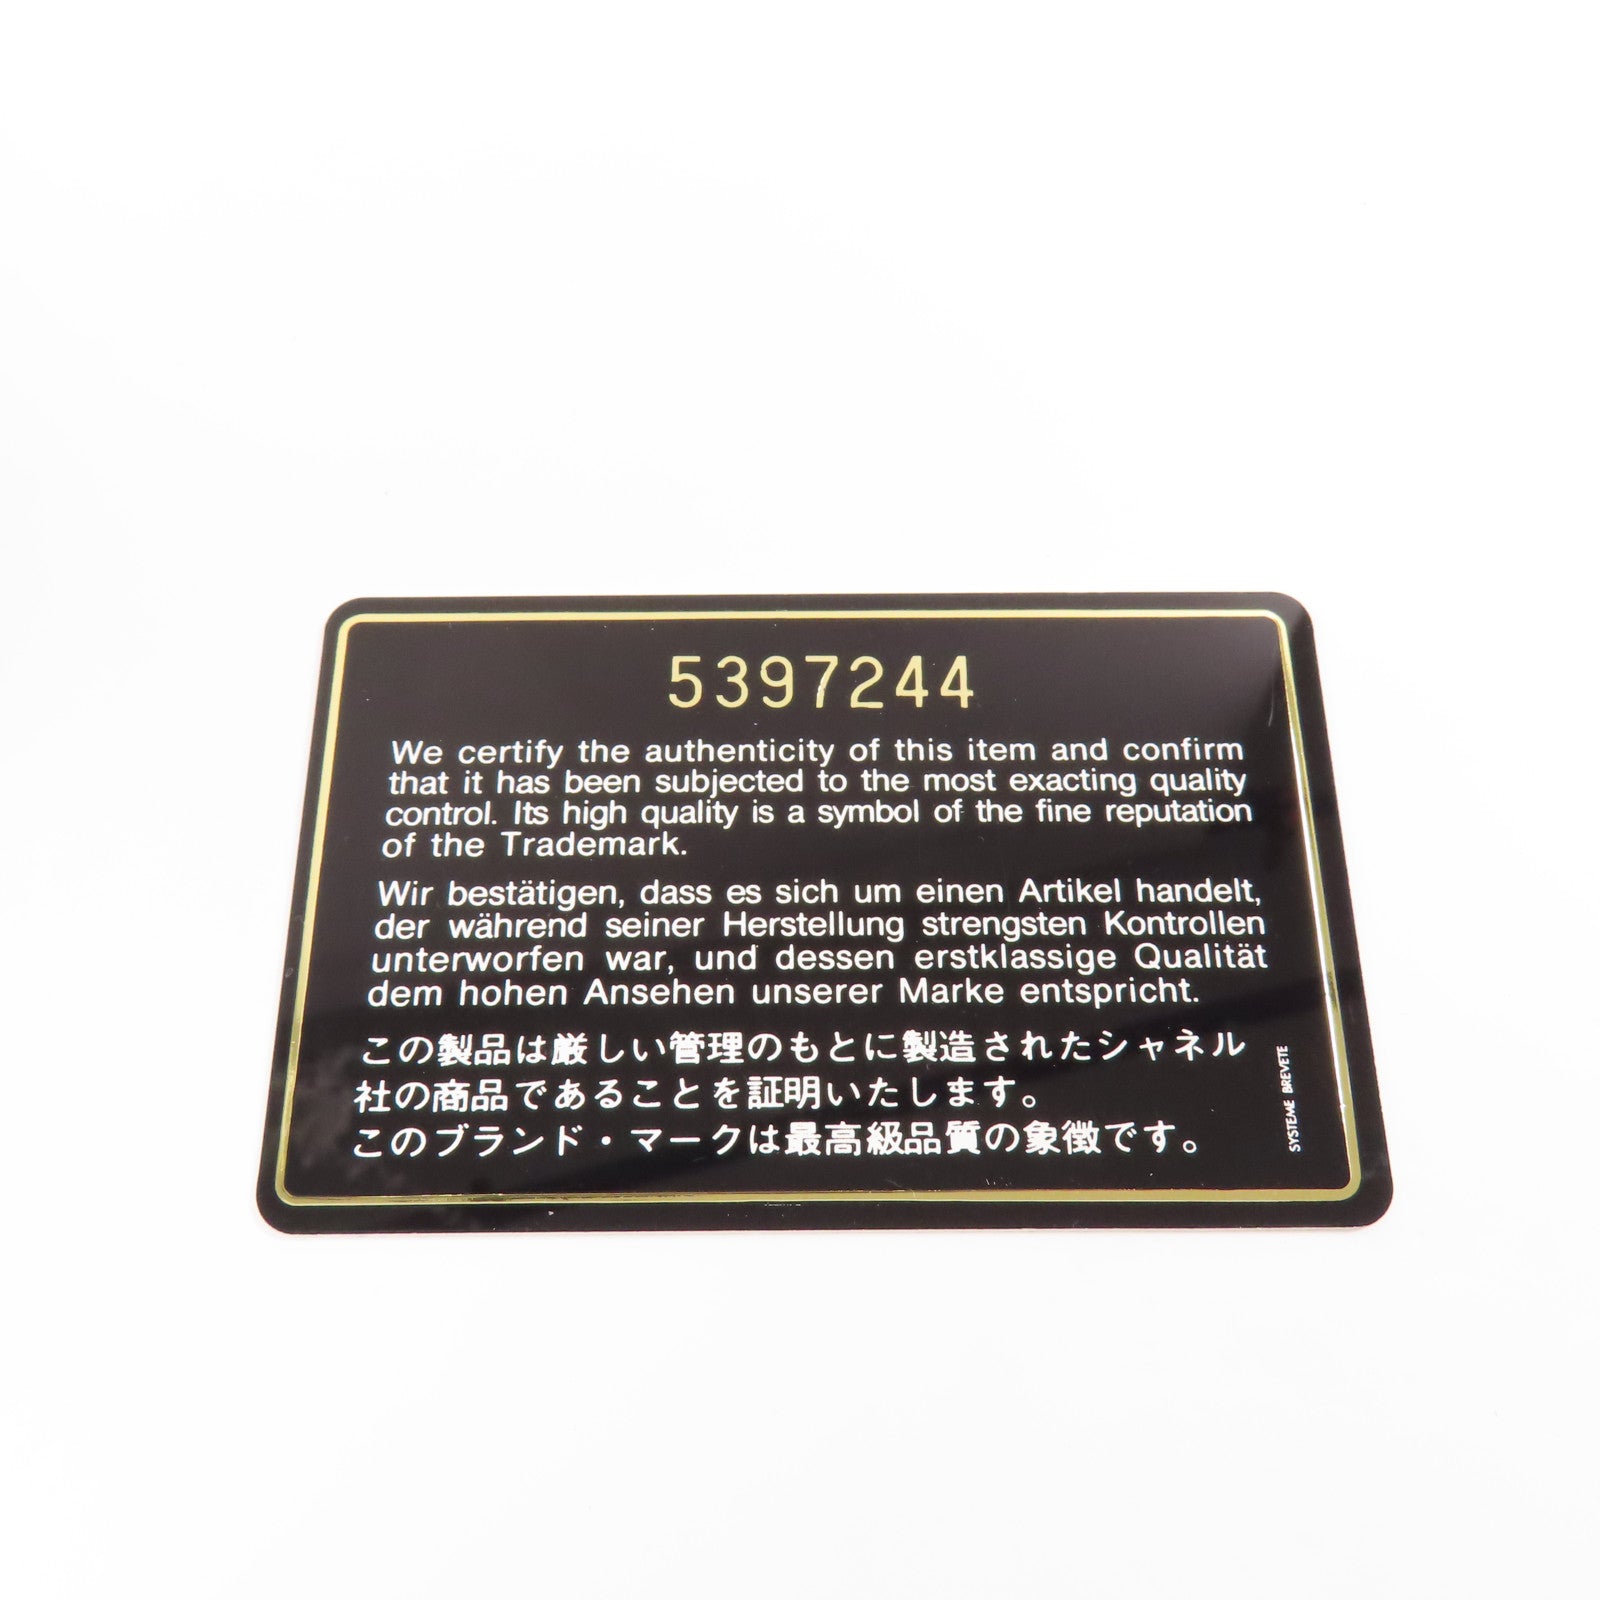 5397244
We certify the authenticity of this item and confirm
that it has been subjected to the most exacting quality
control. Its high quality is a symbol of the fine reputation
of the Trademark.
Wir bestätigen, dass es sich um einen Artikel handelt,
der während seiner Herstellung strengsten Kontrollen
unterworfen war, und dessen erstklassige Qualität
dem hohen Ansehen unserer Marke entspricht.
この製品は厳しい管理のもとに製造されたシャネル
社の商品であることを証明いたします。
このブランド・マークは最高級品質の象徴です。
SYSTEME BREVETE